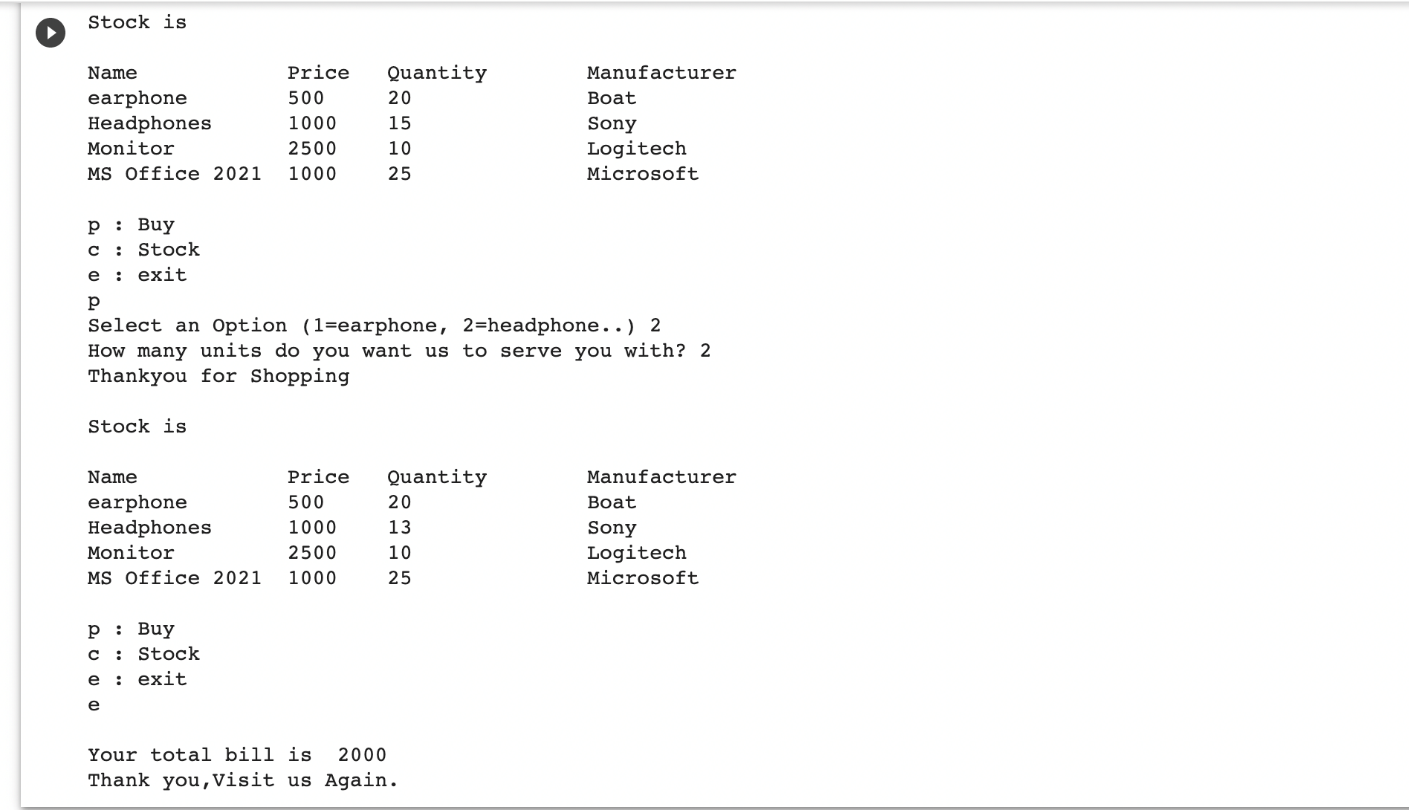 Stock is
Name Price Quantity Manufacturer
earphone 500 20 Boat
Headphones 1000 15 Sony
Monitor 2500 10 Logitech
MS Office 2021 1000 25 Microsoft
p : Buy
c : Stock
e : exit
p
Select an Option (1=earphone, 2=headphone..) 2
How many units do you want us to serve you with? 2
Thankyou for Shopping
Stock is
Name Price Quantity Manufacturer
earphone 500 20 Boat
Headphones 1000 13 Sony
Monitor 2500 10 Logitech
MS Office 2021 1000 25 Microsoft
p : Buy
c : Stock
e : exit
e
Your total bill is 2000
Thank you,Visit us Again.